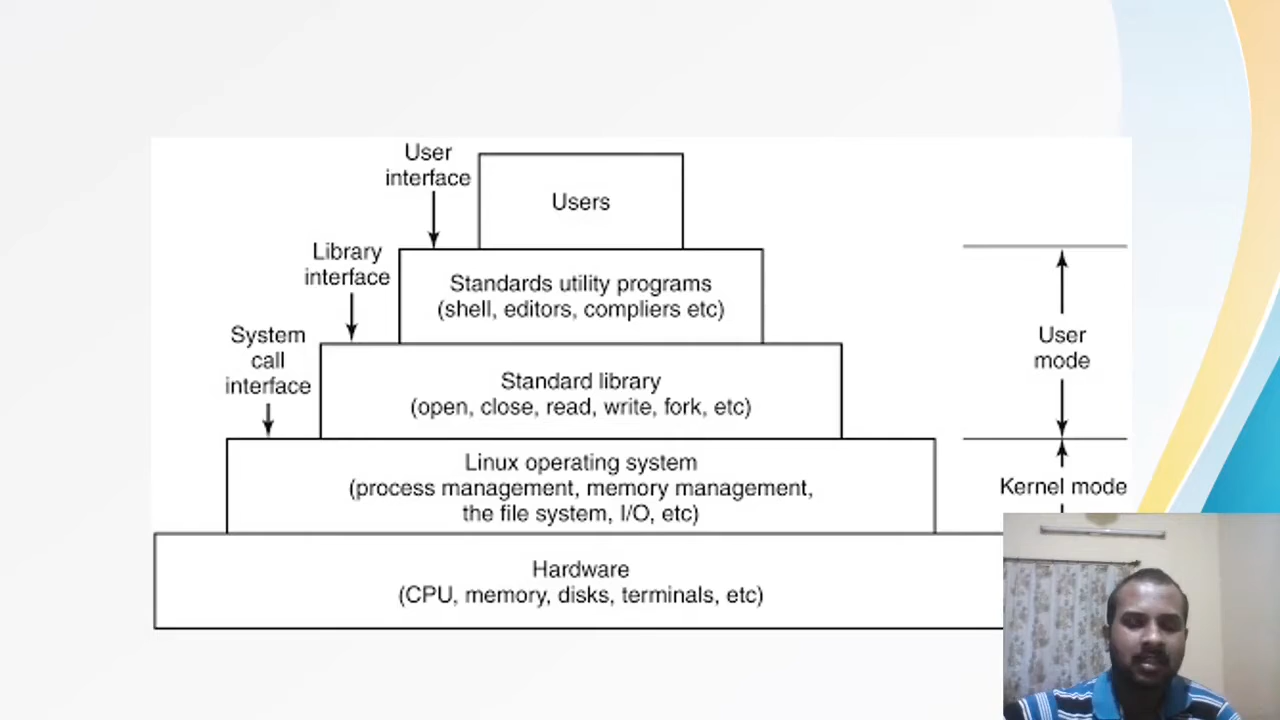 User
interface
Users
Library
interface
Standards utility programs
(shell, editors, compliers etc)
System
call
interface
User
mode
Standard library
(open, close, read, write, fork, etc)
Linux operating system
(process management, memory management,
the file system, I/O, etc)
Kernel mode
Hardware
(CPU, memory, disks, terminals, etc)